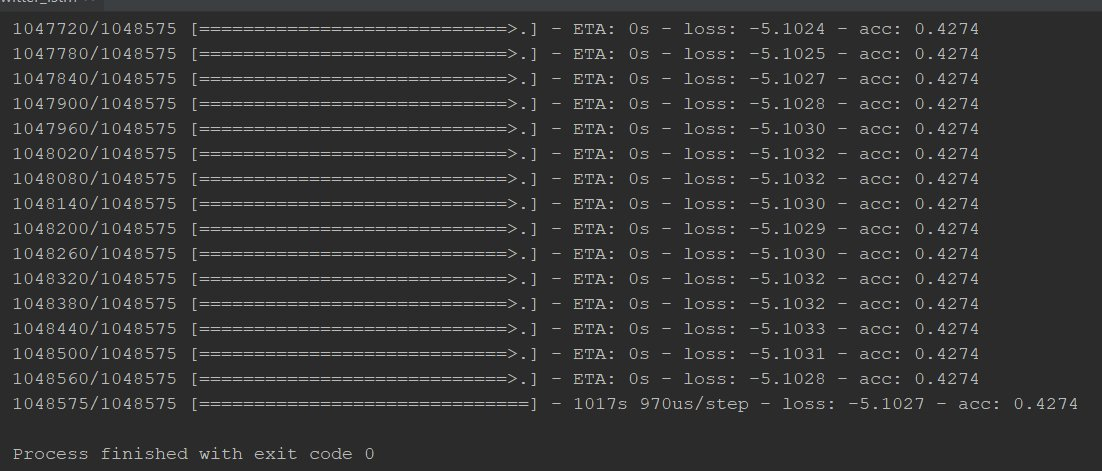 1047720/1048575 [============================>.] - ETA: 0s - loss: -5.1024 - acc: 0.4274
1047780/1048575 [============================>.] - ETA: 0s - loss: -5.1025 - acc: 0.4274
1047840/1048575 [============================>.] - ETA: 0s - loss: -5.1027 - acc: 0.4274
1047900/1048575 [============================>.] - ETA: 0s - loss: -5.1028 - acc: 0.4274
1047960/1048575 [============================>.] - ETA: 0s - loss: -5.1030 - acc: 0.4274
1048020/1048575 [============================>.] - ETA: 0s - loss: -5.1032 - acc: 0.4274
1048080/1048575 [============================>.] - ETA: 0s - loss: -5.1032 - acc: 0.4274
1048140/1048575 [============================>.] - ETA: 0s - loss: -5.1030 - acc: 0.4274
1048200/1048575 [============================>.] - ETA: 0s - loss: -5.1029 - acc: 0.4274
1048260/1048575 [============================>.] - ETA: 0s - loss: -5.1030 - acc: 0.4274
1048320/1048575 [============================>.] - ETA: 0s - loss: -5.1032 - acc: 0.4274
1048380/1048575 [============================>.] - ETA: 0s - loss: -5.1032 - acc: 0.4274
1048440/1048575 [============================>.] - ETA: 0s - loss: -5.1033 - acc: 0.4274
1048500/1048575 [============================>.] - ETA: 0s - loss: -5.1031 - acc: 0.4274
1048560/1048575 [============================>.] - ETA: 0s - loss: -5.1028 - acc: 0.4274
1048575/1048575 [==============================] - 1017s 970us/step - loss: -5.1027 - acc: 0.4274
Process finished with exit code 0